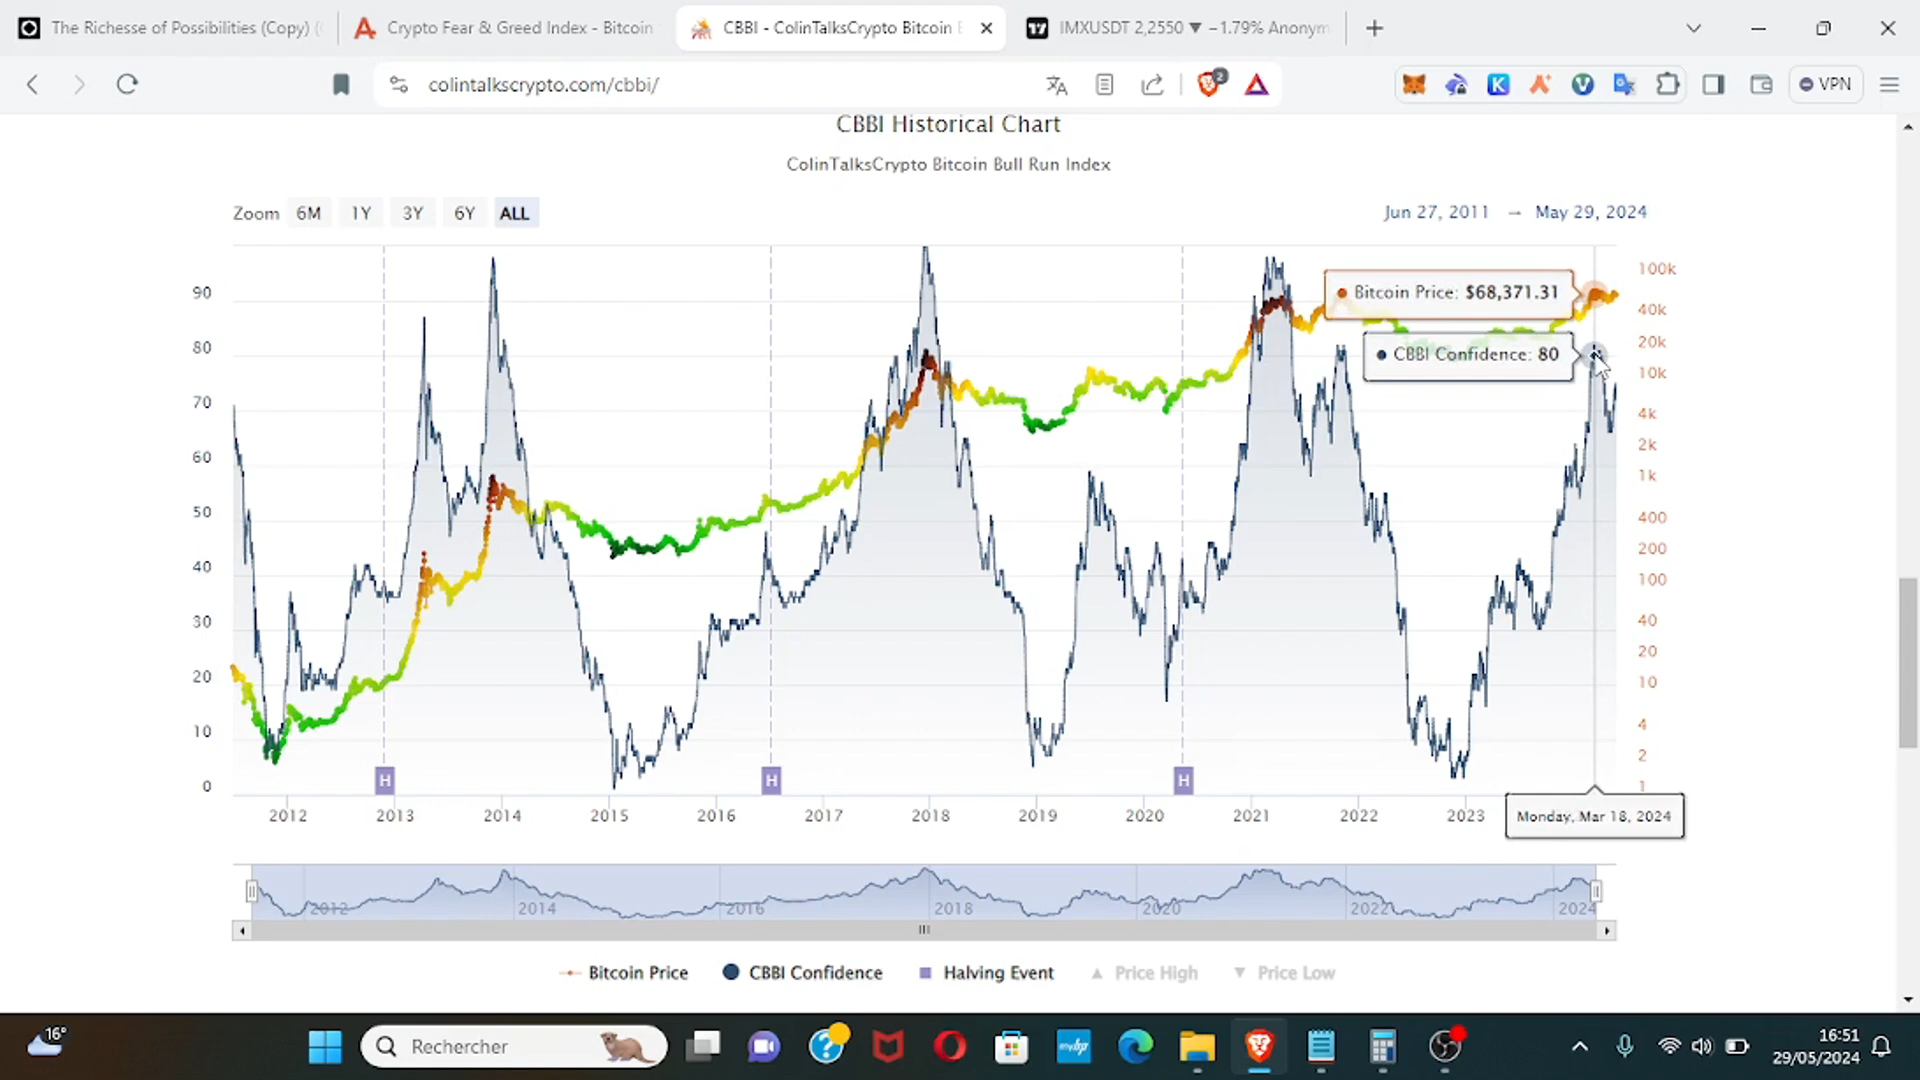 The Richesse of Possibilities (Copy) (
Crypto Fear & Greed Index - Bitcoin
CBBI - ColinTalksCrypto Bitcoin B
IMXUSDT 2,2550 ▼ −1.79% Anonym
colintalkscrypto.com/cbbi/
2
VPN
CBBI Historical Chart
ColinTalksCrypto Bitcoin Bull Run Index
Zoom 6M 1Y 3Y 6Y ALL
Jun 27, 2011 → May 29, 2024
90
80
70
60
50
40
30
20
10
0
100k
40k
20k
10k
4k
2k
1k
400
200
100
40
20
10
4
2
1
Bitcoin Price: $68,371.31
CBBI Confidence: 80
H H H
2012 2013 2014 2015 2016 2017 2018 2019 2020 2021 2022 2023
Monday, Mar 18, 2024
2012 2014 2016 2018 2020 2022 2024
Bitcoin Price CBBI Confidence Halving Event Price High Price Low
16°
Rechercher
myhp
16:51
29/05/2024